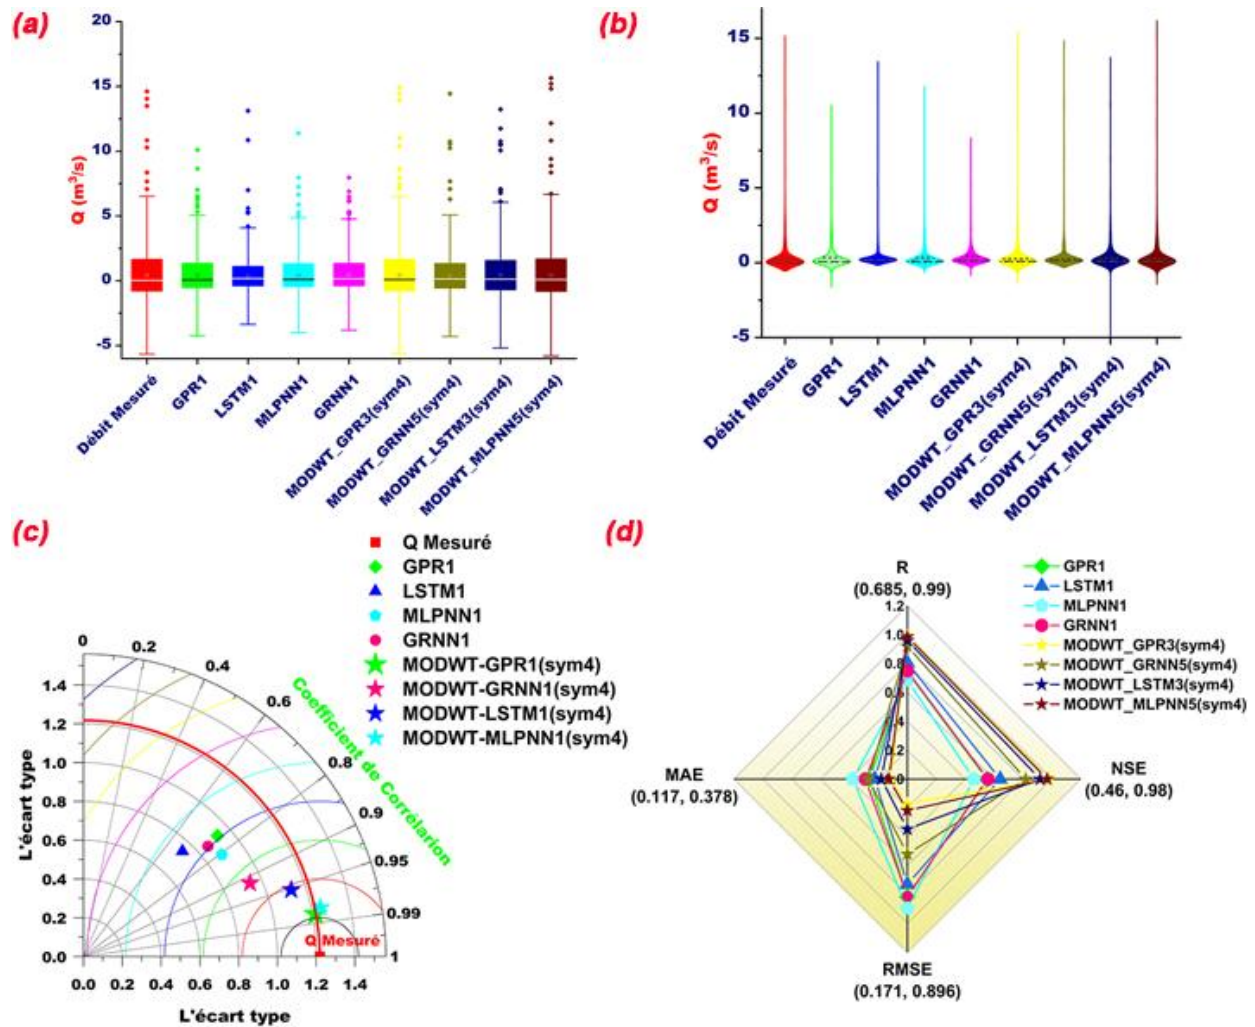 (a)
20
15
10
5
0
-5
Q (m³/s)
Débit Mesuré
GPR1
LSTM1
MLPNN1
GRNN1
MODWT_GPR3(sym4)
MODWT_GRNN5(sym4)
MODWT_LSTM3(sym4)
MODWT_MLPNN5(sym4)
(b)
15
10
5
0
-5
Q (m³/s)
Débit Mesuré
GPR1
LSTM1
MLPNN1
GRNN1
MODWT_GPR3(sym4)
MODWT_GRNN5(sym4)
MODWT_LSTM3(sym4)
MODWT_MLPNN5(sym4)
(c)
Q Mesuré
GPR1
LSTM1
MLPNN1
GRNN1
MODWT-GPR1(sym4)
MODWT-GRNN1(sym4)
MODWT-LSTM1(sym4)
MODWT-MLPNN1(sym4)
Coefficient de Corrélarion
0
0.2
0.4
0.6
0.8
0.9
0.95
0.99
1
1.4
1.2
1.0
0.8
0.6
0.4
0.2
0.0
L'écart type
Q Mesuré
0.0 0.2 0.4 0.6 0.8 1.0 1.2 1.4
L'écart type
(d)
R
(0.685, 0.99)
1.2
1.0
0.8
0.6
0.4
0.2
0
GPR1
LSTM1
MLPNN1
GRNN1
MODWT_GPR3(sym4)
MODWT_GRNN5(sym4)
MODWT_LSTM3(sym4)
MODWT_MLPNN5(sym4)
MAE
(0.117, 0.378)
NSE
(0.46, 0.98)
RMSE
(0.171, 0.896)